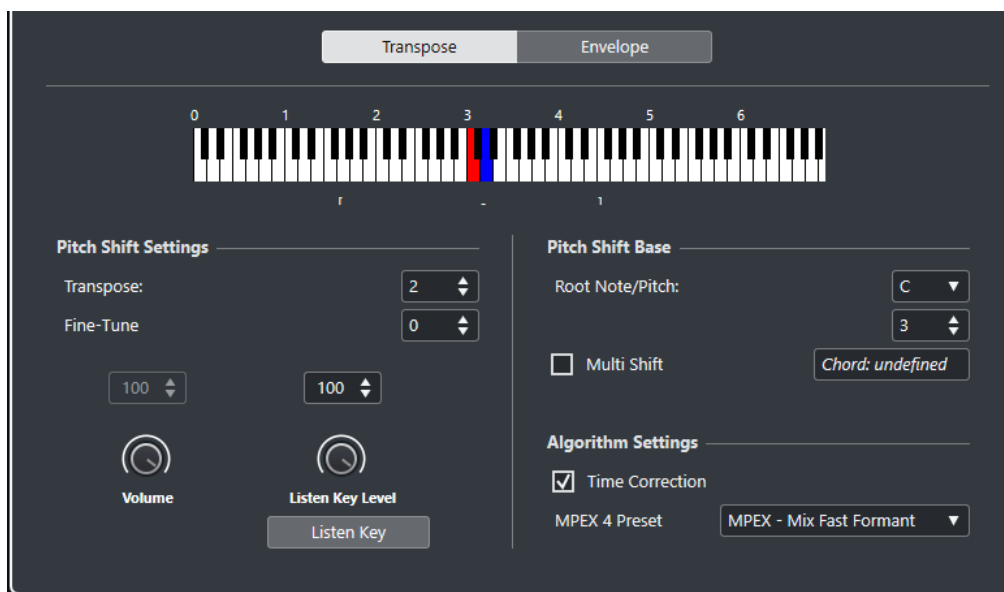 Transpose Envelope
0 1 2 3 4 5 6
Pitch Shift Settings
Transpose: 2
Fine-Tune 0
100 100
Volume Listen Key Level
Listen Key
Pitch Shift Base
Root Note/Pitch: C
3
Multi Shift Chord: undefined
Algorithm Settings
Time Correction
MPEX 4 Preset MPEX - Mix Fast Formant